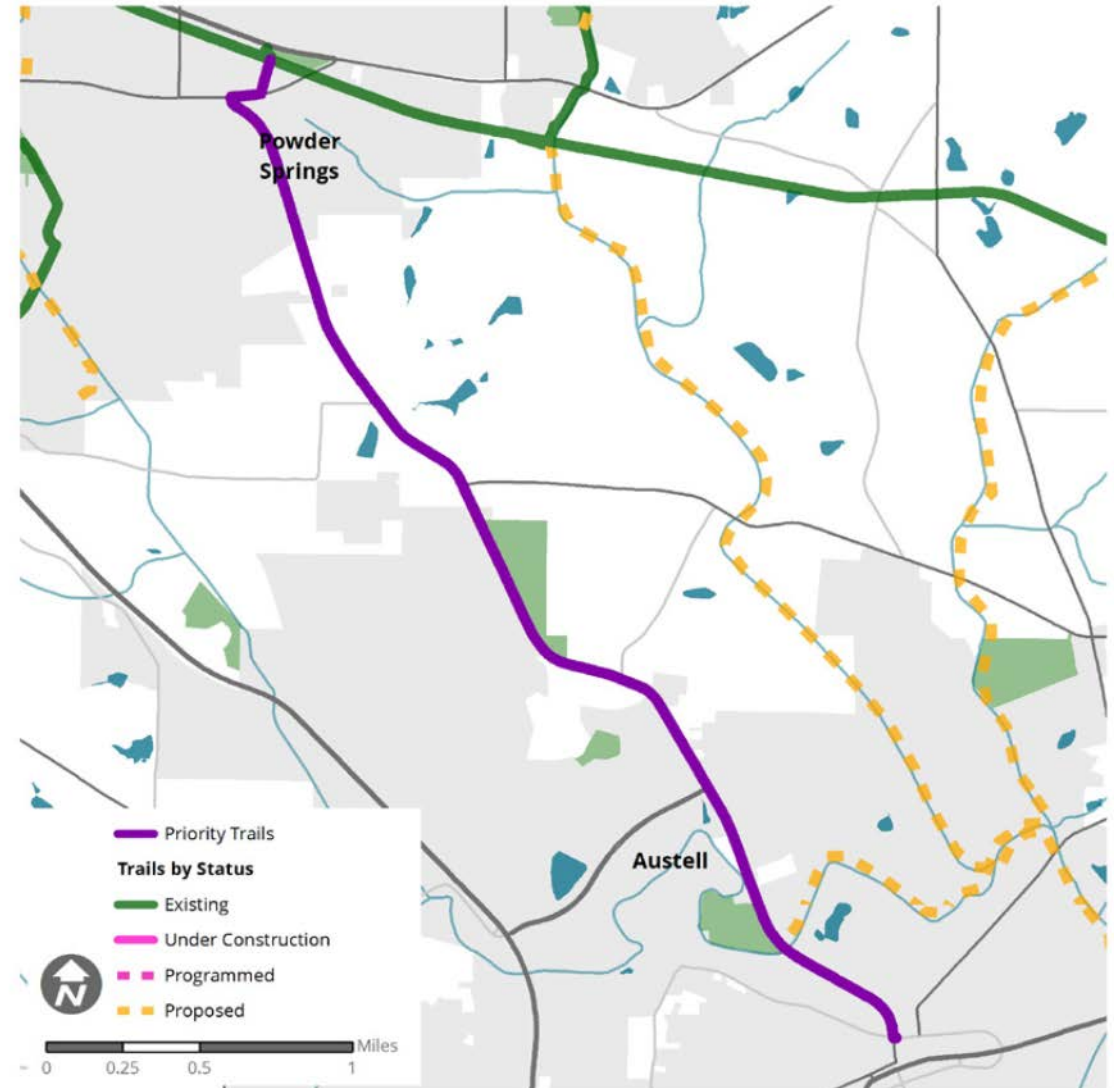 Powder
Springs
Austell
Priority Trails
Trails by Status
Existing
Under Construction
Programmed
Proposed
N
Miles
0 0.25 0.5 1